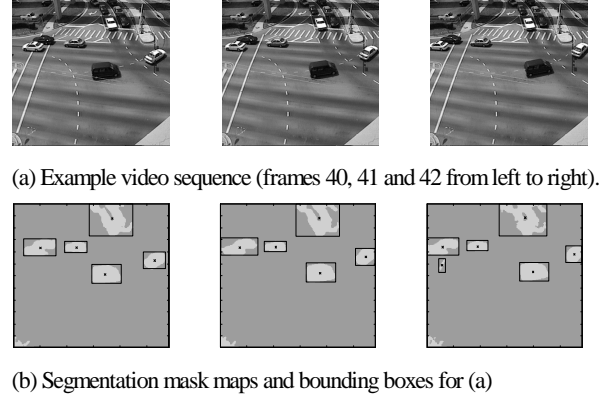 (a) Example video sequence (frames 40, 41 and 42 from left to right).
(b) Segmentation mask maps and bounding boxes for (a)